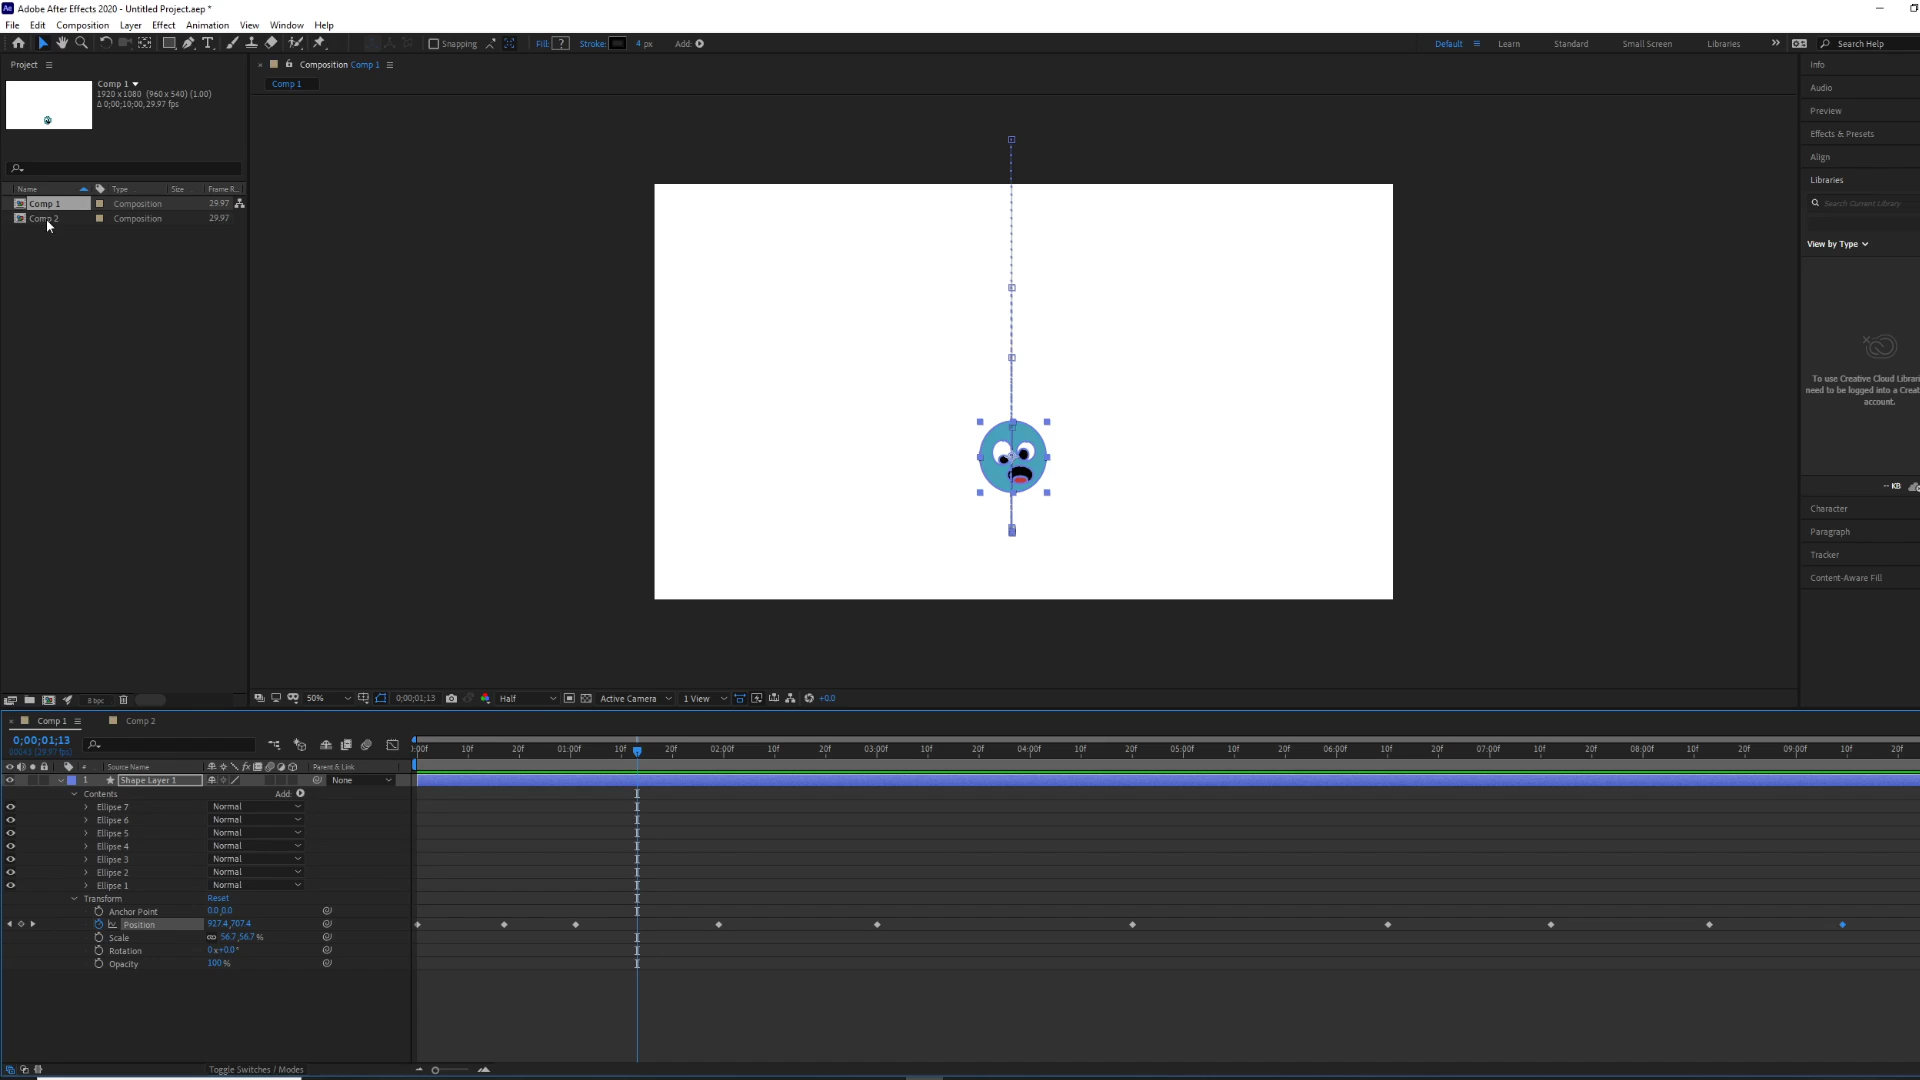 Adobe After Effects 2020 - Untitled Project.aep *
File Edit Composition Layer Effect Animation View Window Help
Snapping Fill: ? Stroke: 4 px Add: Default Learn Standard Small Screen Libraries Search Help
Project Composition Comp 1 Info
Comp 1
Comp 1
1920 x 1080 (960 x 540) (1.00)
Δ 0;00;10;00, 29.97 fps
Audio
Preview
Effects & Presets
Align
Libraries
Search Current Library
View by Type
Name Type Size Frame R...
Comp 1 Composition 29.97
Comp 2 Composition 29.97
To use Creative Cloud Librari
need to be logged into a Creat
account.
-- KB
Character
Paragraph
Tracker
Content-Aware Fill
8 bpc 50% 0;00;01;13 Half Active Camera 1 View +0.0
Comp 1 Comp 2
0;00;01;13
:00f 10f 20f 01:00f 10f 20f 02:00f 10f 20f 03:00f 10f 20f 04:00f 10f 20f 05:00f 10f 20f 06:00f 10f 20f 07:00f 10f 20f 08:00f 10f 20f 09:00f 10f 20f
# Source Name Parent & Link
1 Shape Layer 1 None
Contents Add:
Ellipse 7 Normal
Ellipse 6 Normal
Ellipse 5 Normal
Ellipse 4 Normal
Ellipse 3 Normal
Ellipse 2 Normal
Ellipse 1 Normal
Transform Reset
Anchor Point 0.0,0.0
Position 927.4,707.4
Scale 56.7,56.7 %
Rotation 0 x+0.0°
Opacity 100 %
Toggle Switches / Modes